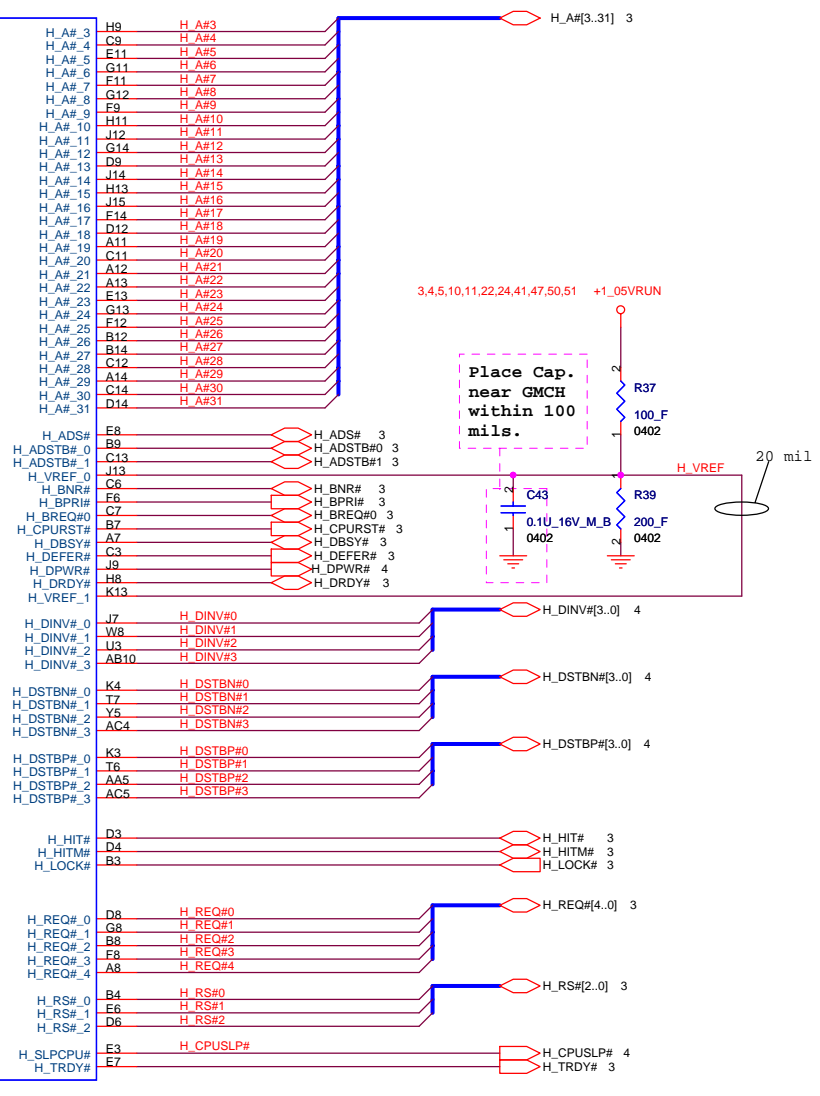 H_A#_3 H9 H_A#3 H_A#[3..31] 3
H_A#_4 C9 H_A#4
H_A#_5 E11 H_A#5
H_A#_6 G11 H_A#6
H_A#_7 F11 H_A#7
H_A#_8 G12 H_A#8
H_A#_9 F9 H_A#9
H_A#_10 H11 H_A#10
H_A#_11 J12 H_A#11
H_A#_12 G14 H_A#12
H_A#_13 D9 H_A#13
H_A#_14 J14 H_A#14
H_A#_15 H13 H_A#15
H_A#_16 J15 H_A#16
H_A#_17 F14 H_A#17
H_A#_18 D12 H_A#18
H_A#_19 A11 H_A#19
H_A#_20 C11 H_A#20
H_A#_21 A12 H_A#21
H_A#_22 A13 H_A#22
H_A#_23 E13 H_A#23
H_A#_24 G13 H_A#24
H_A#_25 F12 H_A#25
H_A#_26 B12 H_A#26
H_A#_27 B14 H_A#27
H_A#_28 C12 H_A#28
H_A#_29 A14 H_A#29
H_A#_30 C14 H_A#30
H_A#_31 D14 H_A#31
3,4,5,10,11,22,24,41,47,50,51 +1_05VRUN
Place Cap.
near GMCH
within 100
mils.
2
R37
100_F
0402
1
H_ADS# E8 H_ADS# 3
H_ADSTB#_0 B9 H_ADSTB#0 3
H_ADSTB#_1 C13 H_ADSTB#1 3
H_VREF_0 J13 H_VREF
20 mil
H_BNR# C6 H_BNR# 3
H_BPRI# F6 H_BPRI# 3
H_BREQ#0 C7 H_BREQ#0 3
H_CPURST# B7 H_CPURST# 3
H_DBSY# A7 H_DBSY# 3
H_DEFER# C3 H_DEFER# 3
H_DPWR# J9 H_DPWR# 4
H_DRDY# H8 H_DRDY# 3
H_VREF_1 K13
2
C43
0.1U_16V_M_B
1
0402
1
R39
200_F
2
0402
H_DINV#_0 J7 H_DINV#0 H_DINV#[3..0] 4
H_DINV#_1 W8 H_DINV#1
H_DINV#_2 U3 H_DINV#2
H_DINV#_3 AB10 H_DINV#3
H_DSTBN#_0 K4 H_DSTBN#0 H_DSTBN#[3..0] 4
H_DSTBN#_1 T7 H_DSTBN#1
H_DSTBN#_2 Y5 H_DSTBN#2
H_DSTBN#_3 AC4 H_DSTBN#3
H_DSTBP#_0 K3 H_DSTBP#0 H_DSTBP#[3..0] 4
H_DSTBP#_1 T6 H_DSTBP#1
H_DSTBP#_2 AA5 H_DSTBP#2
H_DSTBP#_3 AC5 H_DSTBP#3
H_HIT# D3 H_HIT# 3
H_HITM# D4 H_HITM# 3
H_LOCK# B3 H_LOCK# 3
H_REQ#_0 D8 H_REQ#0 H_REQ#[4..0] 3
H_REQ#_1 G8 H_REQ#1
H_REQ#_2 B8 H_REQ#2
H_REQ#_3 F8 H_REQ#3
H_REQ#_4 A8 H_REQ#4
H_RS#_0 B4 H_RS#0 H_RS#[2..0] 3
H_RS#_1 E6 H_RS#1
H_RS#_2 D6 H_RS#2
H_SLPCPU# E3 H_CPUSLP# H_CPUSLP# 4
H_TRDY# E7 H_TRDY# 3